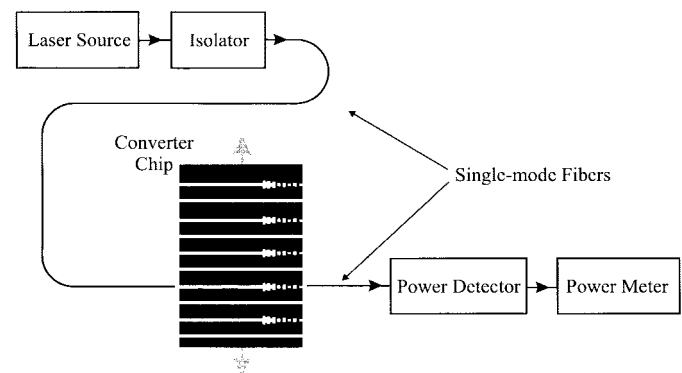 Laser Source
Isolator
Converter
Chip
Single-mode Fibers
Power Detector
Power Meter